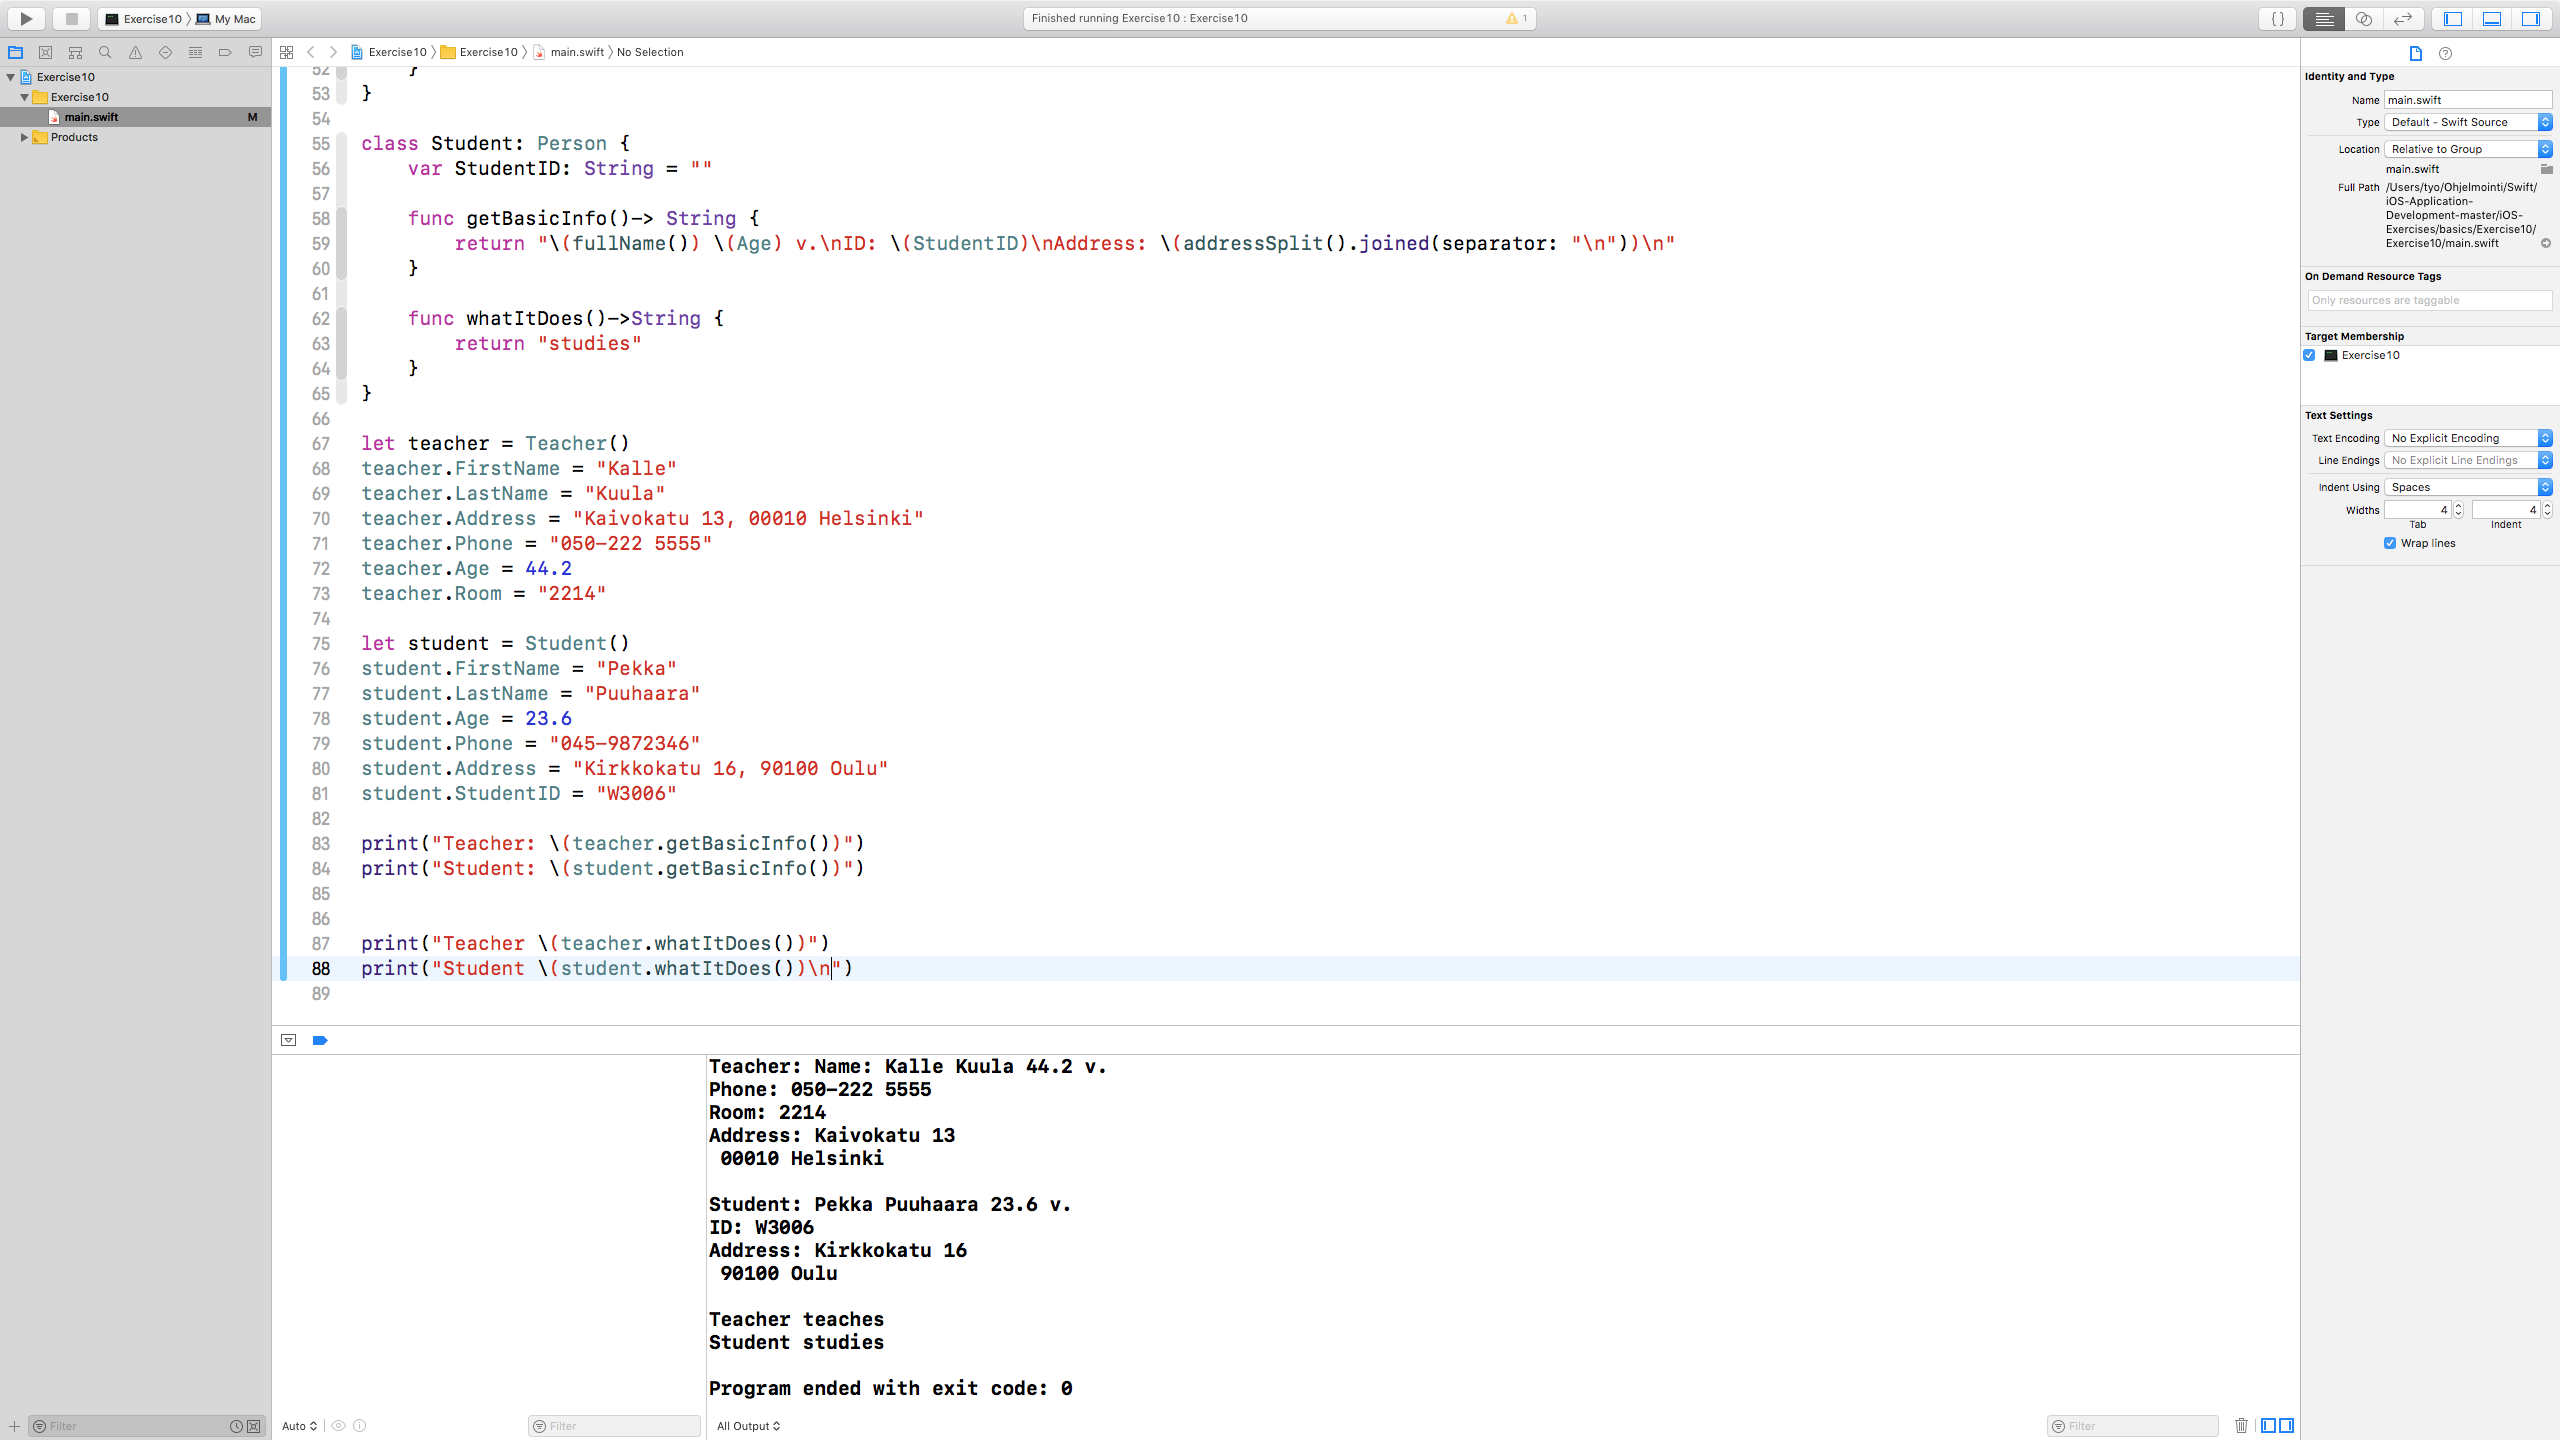 Exercise10 My Mac
Finished running Exercise10 : Exercise10
1
Exercise10
Exercise10
main.swift M
Products
Exercise10 Exercise10 main.swift No Selection
52     }
53 }
54
55 class Student: Person {
56     var StudentID: String = ""
57
58     func getBasicInfo()-> String {
59         return "\(fullName()) \(Age) v.\nID: \(StudentID)\nAddress: \(addressSplit().joined(separator: "\n"))\n"
60     }
61
62     func whatItDoes()->String {
63         return "studies"
64     }
65 }
66
67 let teacher = Teacher()
68 teacher.FirstName = "Kalle"
69 teacher.LastName = "Kuula"
70 teacher.Address = "Kaivokatu 13, 00010 Helsinki"
71 teacher.Phone = "050-222 5555"
72 teacher.Age = 44.2
73 teacher.Room = "2214"
74
75 let student = Student()
76 student.FirstName = "Pekka"
77 student.LastName = "Puuhaara"
78 student.Age = 23.6
79 student.Phone = "045-9872346"
80 student.Address = "Kirkkokatu 16, 90100 Oulu"
81 student.StudentID = "W3006"
82
83 print("Teacher: \(teacher.getBasicInfo())")
84 print("Student: \(student.getBasicInfo())")
85
86
87 print("Teacher \(teacher.whatItDoes())")
88 print("Student \(student.whatItDoes())\n")
89
Teacher: Name: Kalle Kuula 44.2 v.
Phone: 050-222 5555
Room: 2214
Address: Kaivokatu 13
 00010 Helsinki
Student: Pekka Puuhaara 23.6 v.
ID: W3006
Address: Kirkkokatu 16
 90100 Oulu
Teacher teaches
Student studies
Program ended with exit code: 0
Filter
Auto
Filter
All Output
Filter
Identity and Type
Name main.swift
Type Default - Swift Source
Location Relative to Group
main.swift
Full Path /Users/tyo/Ohjelmointi/Swift/
iOS-Application-
Development-master/iOS-
Exercises/basics/Exercise10/
Exercise10/main.swift
On Demand Resource Tags
Only resources are taggable
Target Membership
Exercise10
Text Settings
Text Encoding No Explicit Encoding
Line Endings No Explicit Line Endings
Indent Using Spaces
Widths 4 4
Tab Indent
Wrap lines